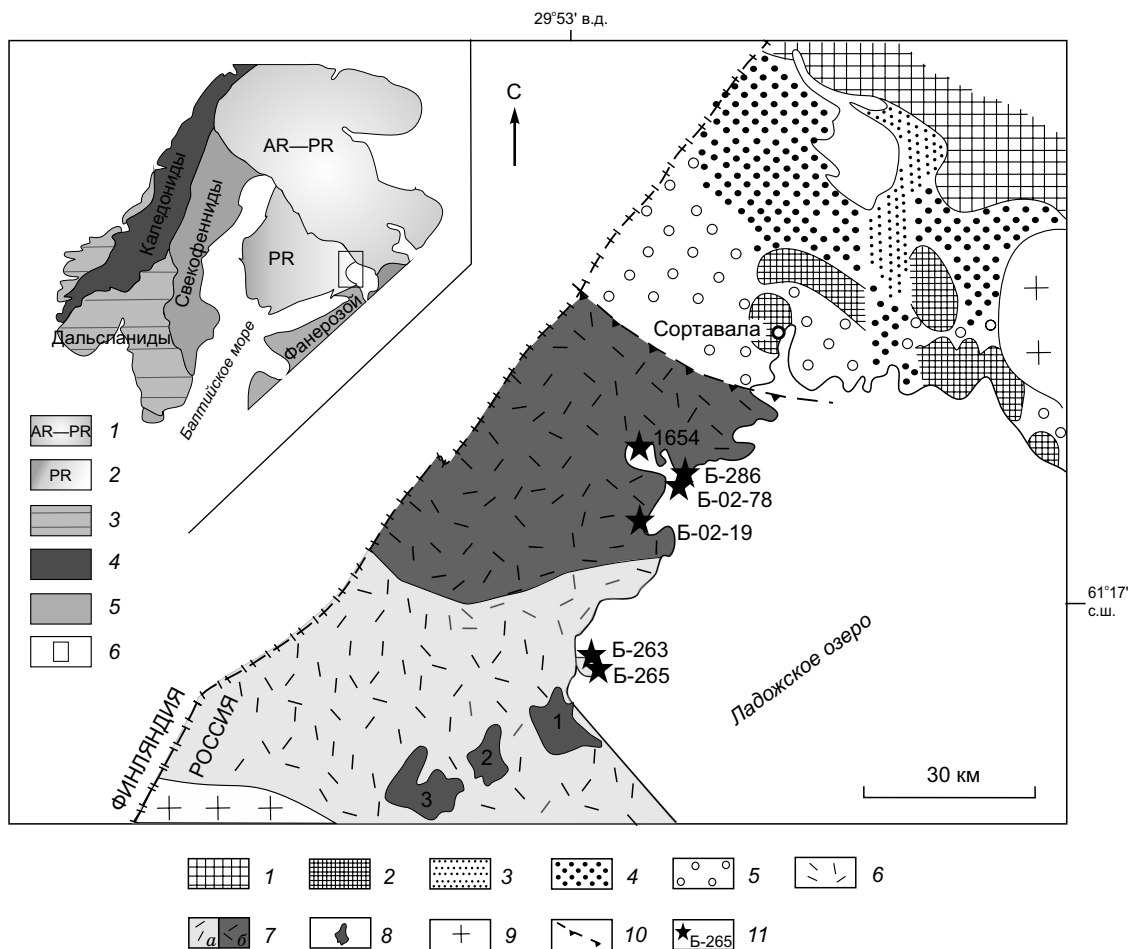 29°53' в.д.
С
AR—PR
Каледониды
Свекофенниды
PR
Дальсланиды
Фанерозой
Балтийское море
AR—PR 1
PR 2
3
4
5
6
Сортавала
1654
Б-286
Б-02-78
Б-02-19
61°17'
с.ш.
Б-263
Б-265
Ладожское озеро
ФИНЛЯНДИЯ
РОССИЯ
1
2
3
30 км
1 2 3 4 5 6
а б 7 8 9 10 Б-265 11